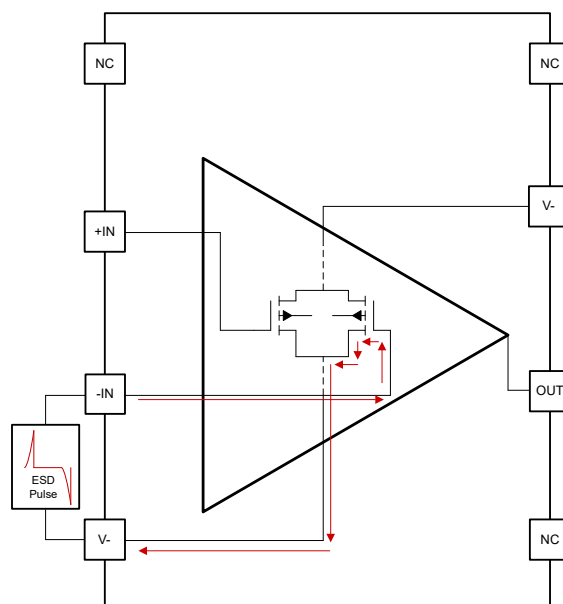 NC
NC
V-
+IN
-IN
OUT
ESD
Pulse
V-
NC